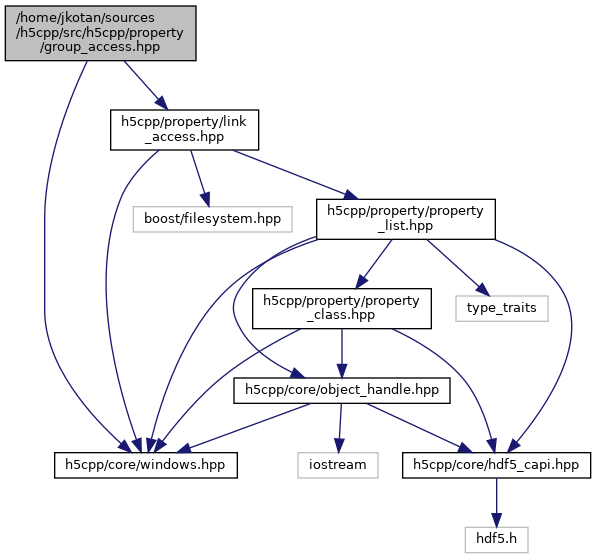 /home/jkotan/sources
/h5cpp/src/h5cpp/property
/group_access.hpp
h5cpp/property/link
_access.hpp
boost/filesystem.hpp
h5cpp/property/property
_list.hpp
h5cpp/property/property
_class.hpp
type_traits
h5cpp/core/object_handle.hpp
h5cpp/core/windows.hpp
iostream
h5cpp/core/hdf5_capi.hpp
hdf5.h